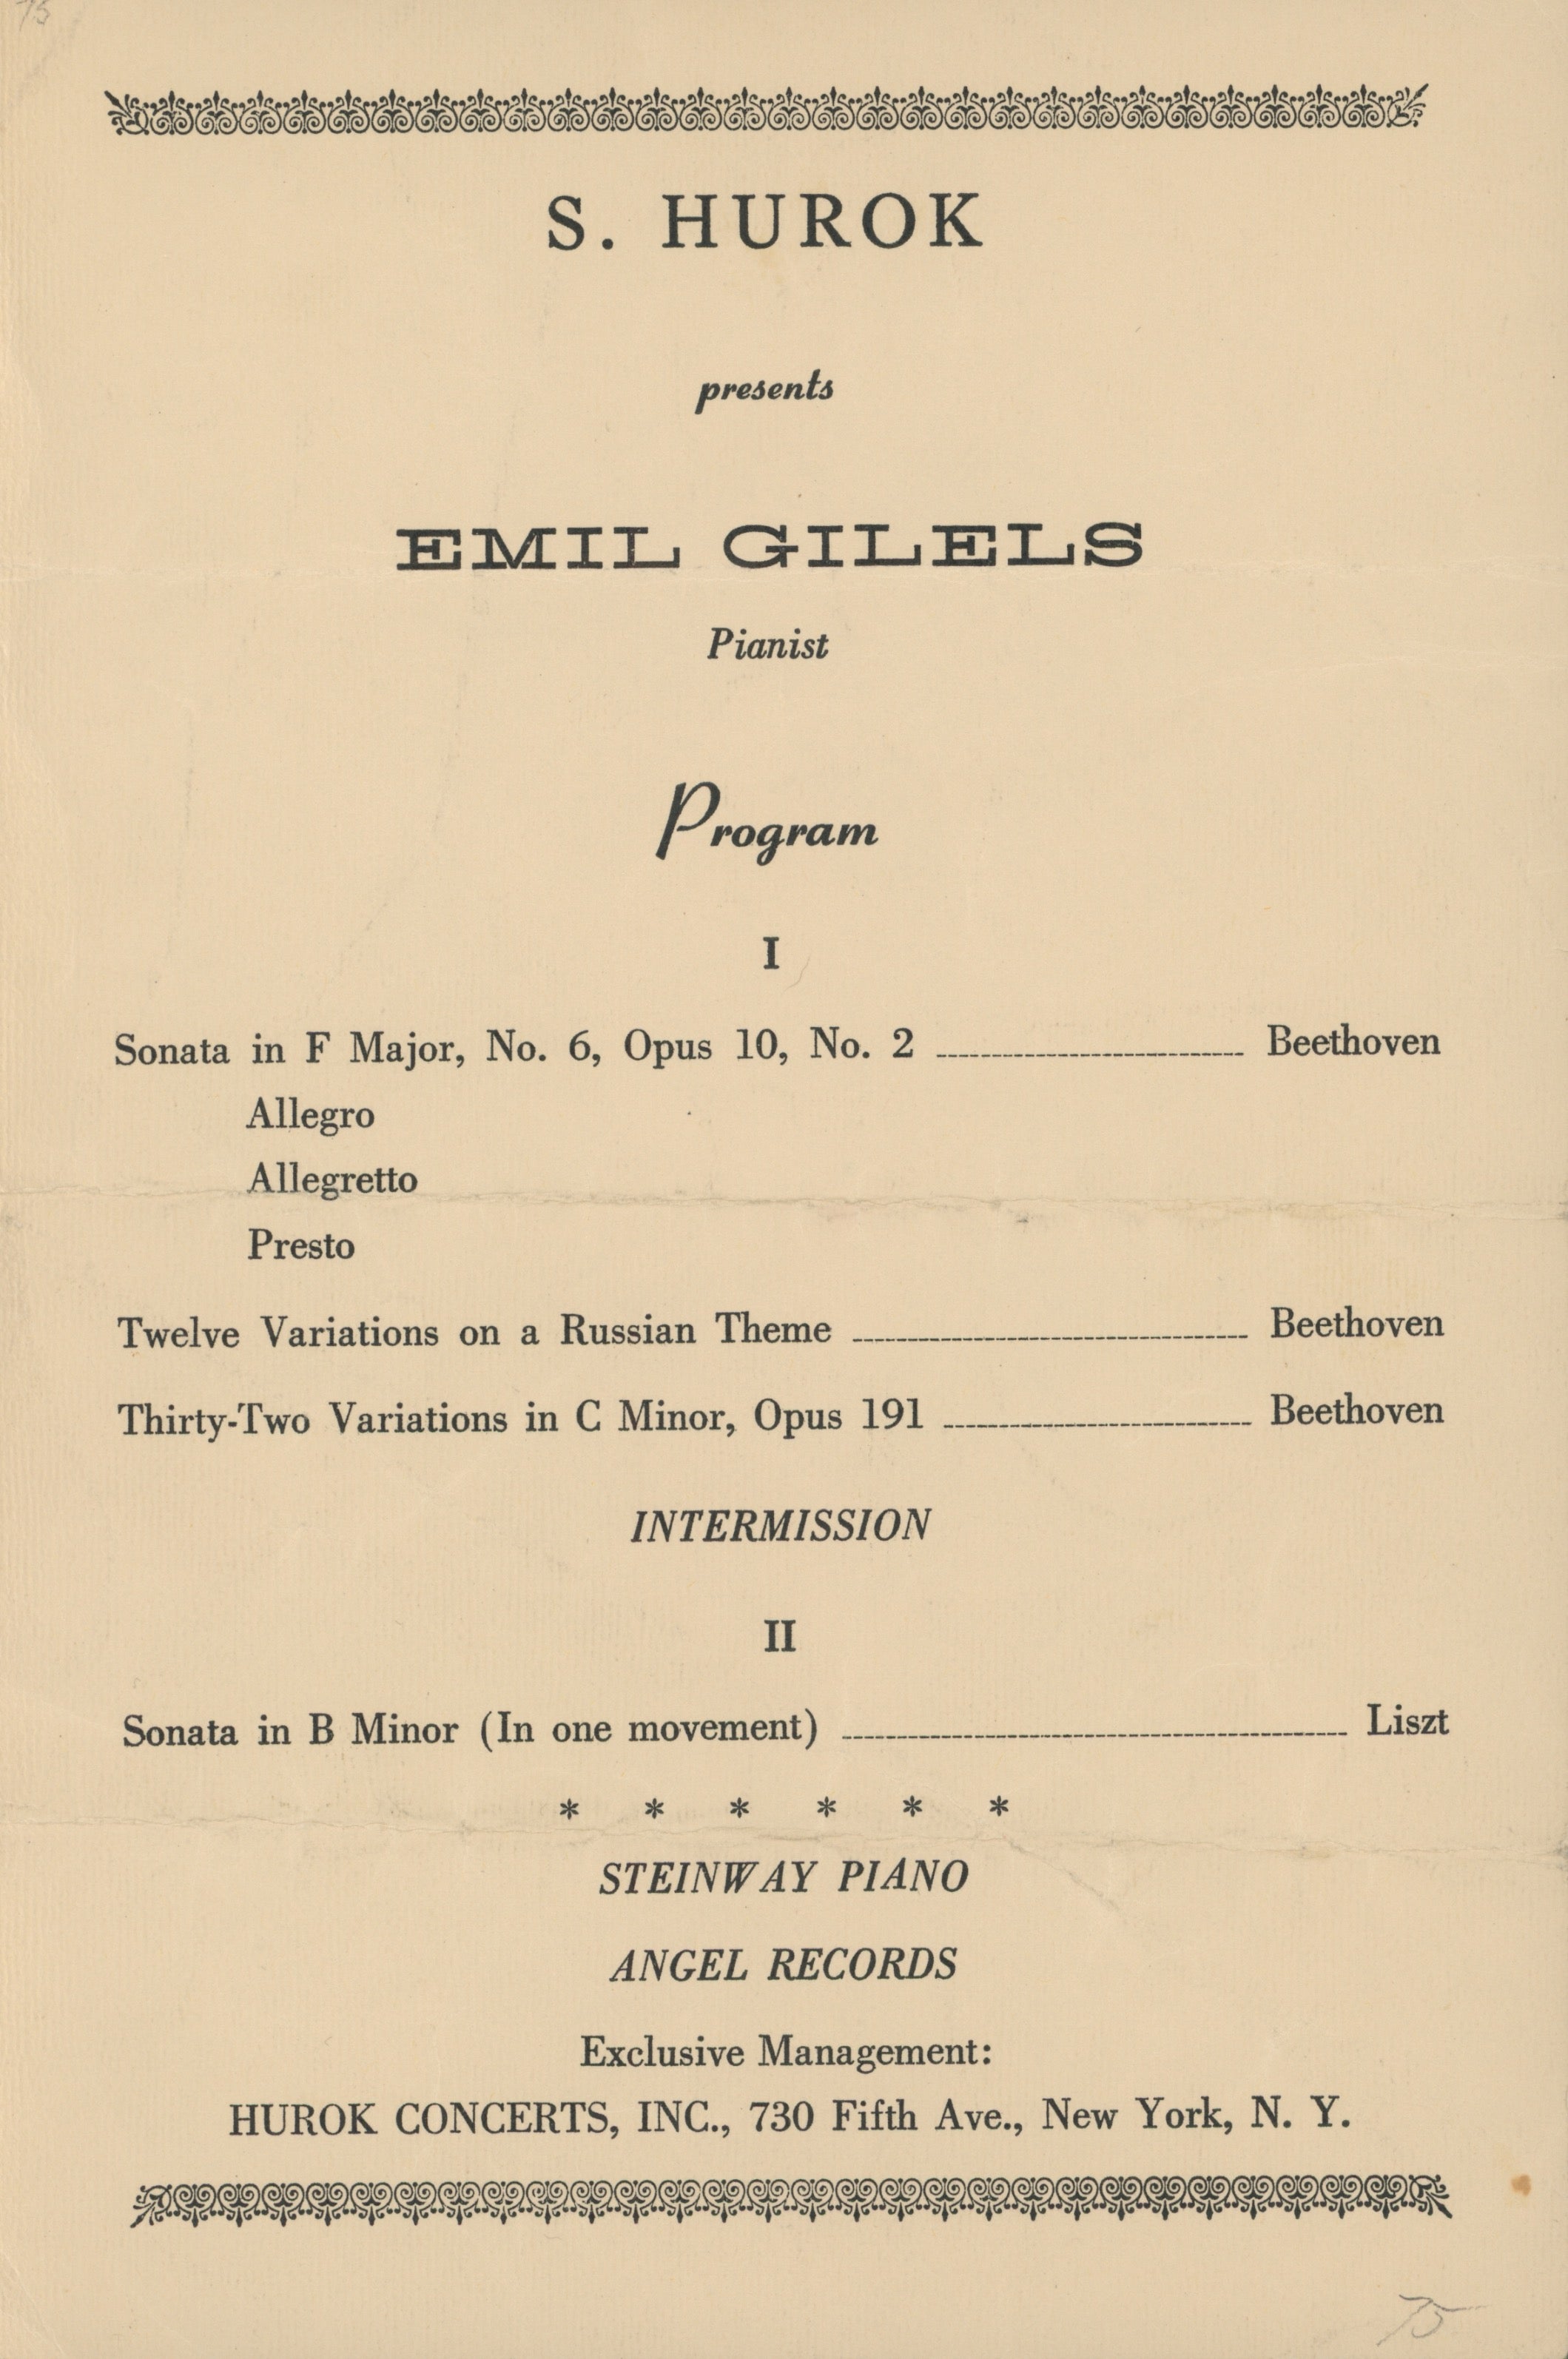 75
S. HUROK
presents
EMIL GILELS
Pianist
Program
I
Sonata in F Major, No. 6, Opus 10, No. 2 Beethoven
Allegro
Allegretto
Presto
Twelve Variations on a Russian Theme Beethoven
Thirty-Two Variations in C Minor, Opus 191 Beethoven
INTERMISSION
II
Sonata in B Minor (In one movement) Liszt
* * * * * *
STEINWAY PIANO
ANGEL RECORDS
Exclusive Management:
HUROK CONCERTS, INC., 730 Fifth Ave., New York, N. Y.
75